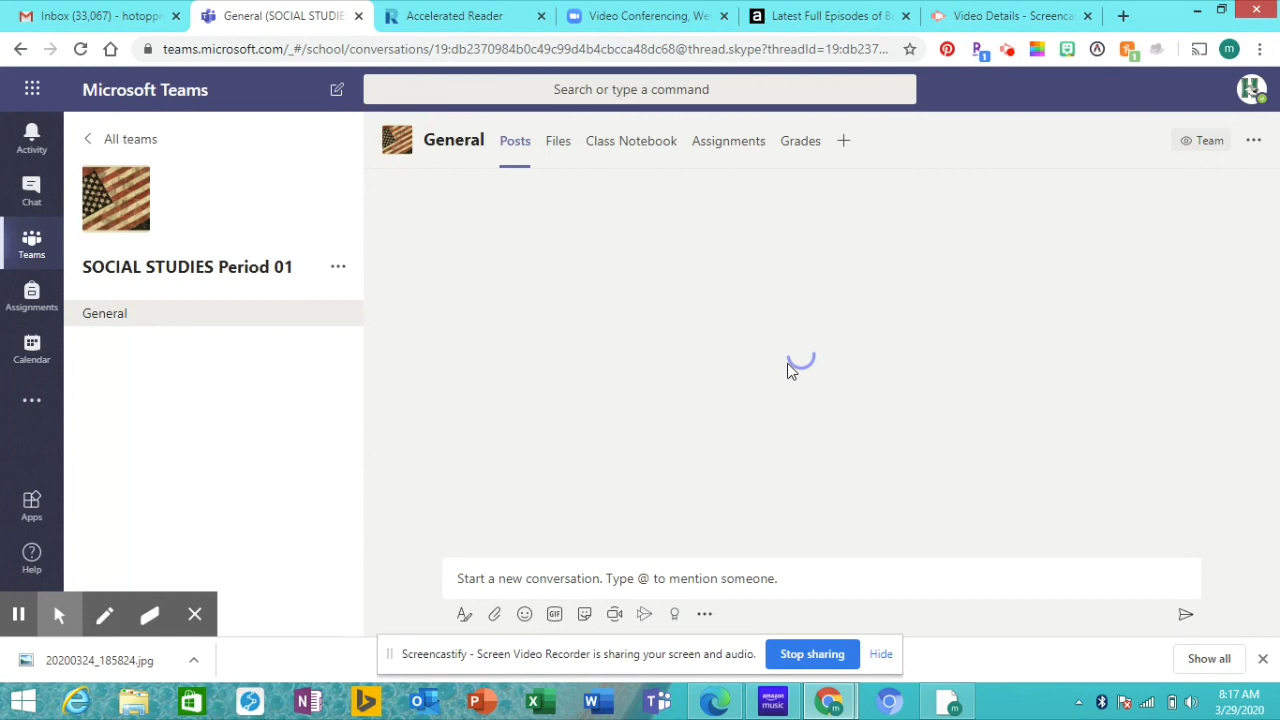 Inbox (33,067) - hotoppr
General (SOCIAL STUDIE
Accelerated Reader
Video Conferencing, We
Latest Full Episodes of B
Video Details - Screenca
teams.microsoft.com/_#/school/conversations/19:db2370984b0c49c99d4b4cbcca48dc68@thread.skype?threadId=19:db237...
Microsoft Teams
Search or type a command
Activity
Chat
Teams
Assignments
Calendar
Apps
Help
All teams
SOCIAL STUDIES Period 01
General
General Posts Files Class Notebook Assignments Grades
Team
Start a new conversation. Type @ to mention someone.
GIF
Screencastify - Screen Video Recorder is sharing your screen and audio.
Stop sharing
Hide
20200324_185824.jpg
Show all
8:17 AM
3/29/2020